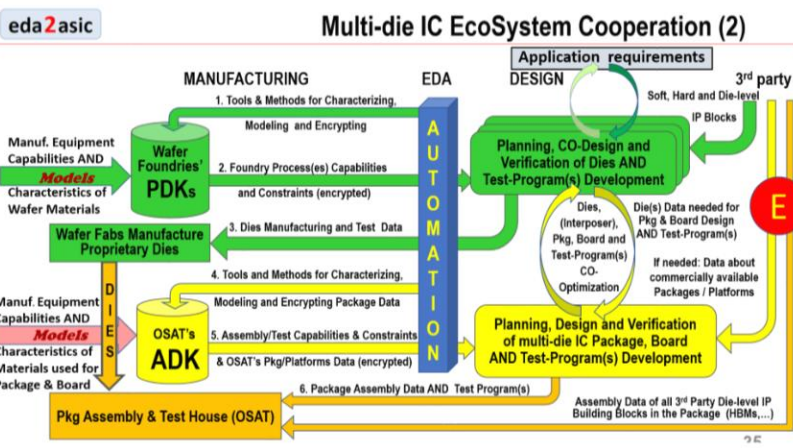 eda2asic
Multi-die IC EcoSystem Cooperation (2)
Application requirements
MANUFACTURING
EDA
DESIGN
3rd party
1. Tools & Methods for Characterizing,
Modeling and Encrypting
Soft, Hard and Die-level
IP Blocks
Manuf. Equipment
Capabilities AND
Models
Characteristics of
Wafer Materials
Wafer
Foundries'
PDKs
2. Foundry Process(es) Capabilities
and Constraints (encrypted)
AUTOMATION
Planning, CO-Design and
Verification of Dies AND
Test-Program(s) Development
3. Dies Manufacturing and Test Data
Wafer Fabs Manufacture
Proprietary Dies
Dies,
(Interposer),
Pkg, Board and
Test-Program(s)
CO-
Optimization
Die(s) Data needed for
Pkg & Board Design
AND Test-Program(s)
If needed: Data about
commercially available
Packages / Platforms
E
DIES
4. Tools and Methods for Characterizing,
Modeling and Encrypting Package Data
Manuf. Equipment
Capabilities AND
Models
Characteristics of
Materials used for
Package & Board
OSAT's
ADK
5. Assembly/Test Capabilities & Constraints
& OSAT's Pkg/Platforms Data (encrypted)
Planning, Design and Verification
of multi-die IC Package, Board
AND Test-Program(s) Development
6. Package Assembly Data AND Test Program(s)
Pkg Assembly & Test House (OSAT)
Assembly Data of all 3rd Party Die-level IP
Building Blocks in the Package (HBMs,...)